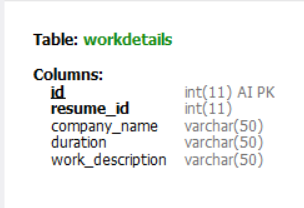 Table: workdetails
Columns:
id int(11) AI PK
resume_id int(11)
company_name varchar(50)
duration varchar(50)
work_description varchar(50)